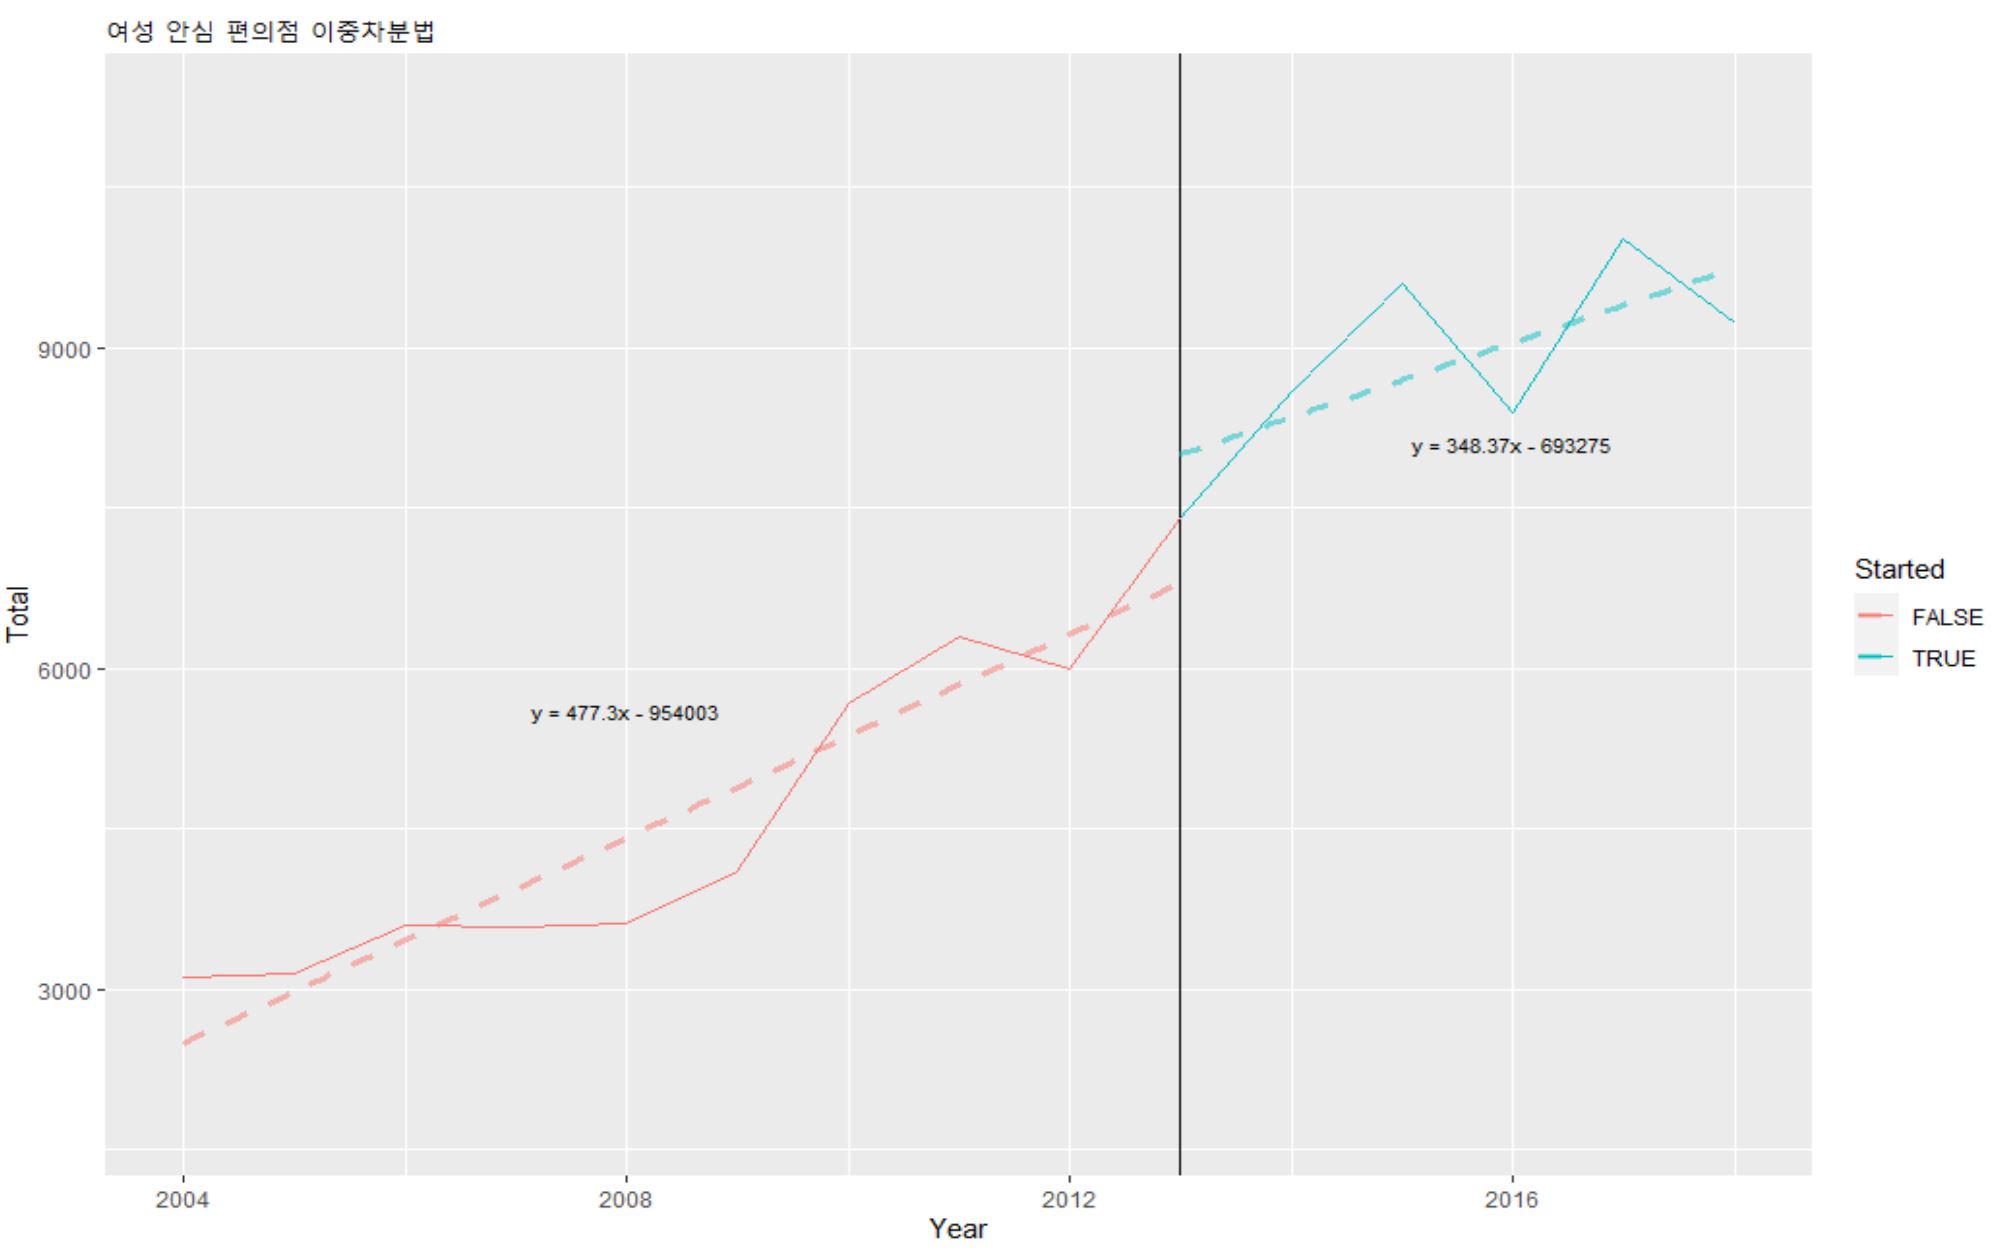 여성 안심 편의점 이중차분법
9000
6000
3000
Total
y = 477.3x - 954003
y = 348.37x - 693275
2004
2008
2012
2016
Year
Started
FALSE
TRUE